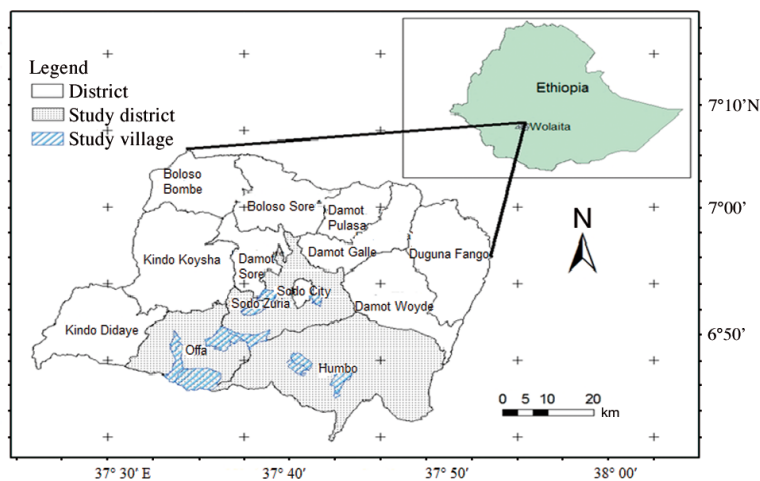 Legend
District
Study district
Study village
Ethiopia
Wolaita
7°10′N
7°00′
6°50′
N
Boloso
Bombe
Boloso Sore
Damot
Pulasa
Kindo Koysha
Damot
Sore
Damot Galle
Duguna Fango
Sodo City
Sodo Zuria
Damot Woyde
Kindo Didaye
Offa
Humbo
0 5 10 20
km
37° 30′ E
37° 40′
37° 50′
38° 00′